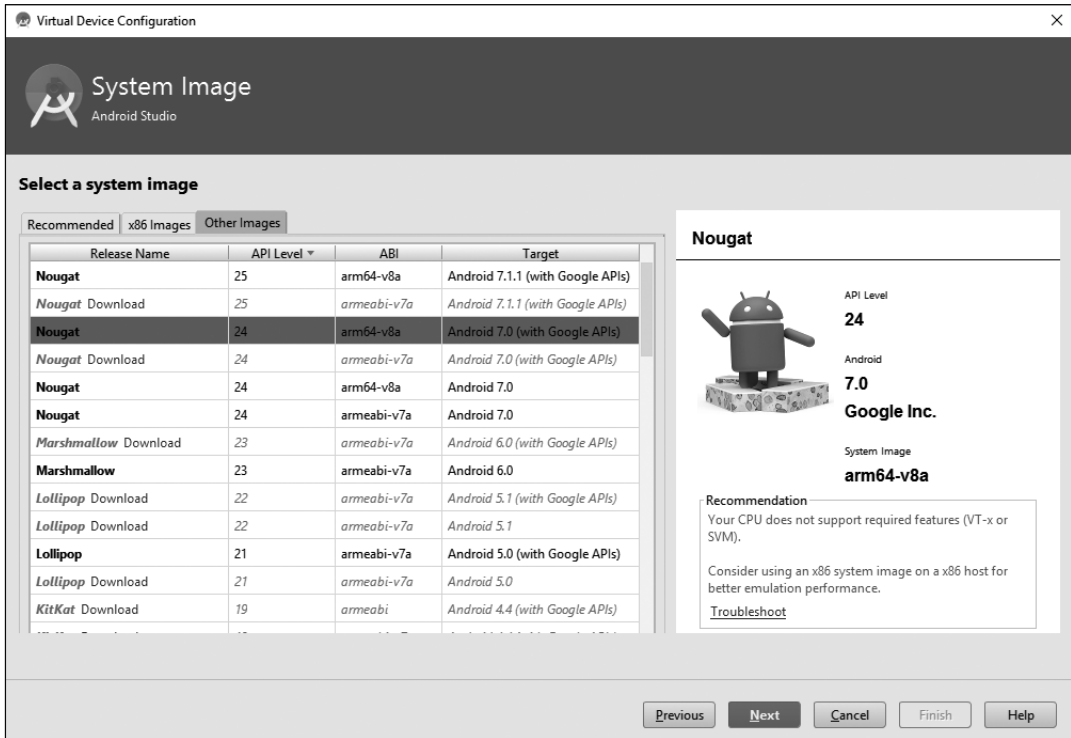 Virtual Device Configuration
System Image
Android Studio
Select a system image
Recommended x86 Images Other Images
Release Name API Level ABI Target
Nougat 25 arm64-v8a Android 7.1.1 (with Google APIs)
Nougat Download 25 armeabi-v7a Android 7.1.1 (with Google APIs)
Nougat 24 arm64-v8a Android 7.0 (with Google APIs)
Nougat Download 24 armeabi-v7a Android 7.0 (with Google APIs)
Nougat 24 arm64-v8a Android 7.0
Nougat 24 armeabi-v7a Android 7.0
Marshmallow Download 23 armeabi-v7a Android 6.0 (with Google APIs)
Marshmallow 23 armeabi-v7a Android 6.0
Lollipop Download 22 armeabi-v7a Android 5.1 (with Google APIs)
Lollipop Download 22 armeabi-v7a Android 5.1
Lollipop 21 armeabi-v7a Android 5.0 (with Google APIs)
Lollipop Download 21 armeabi-v7a Android 5.0
KitKat Download 19 armeabi Android 4.4 (with Google APIs)
Nougat
API Level
24
Android
7.0
Google Inc.
System Image
arm64-v8a
Recommendation
Your CPU does not support required features (VT-x or
SVM).
Consider using an x86 system image on a x86 host for
better emulation performance.
Troubleshoot
Previous Next Cancel Finish Help